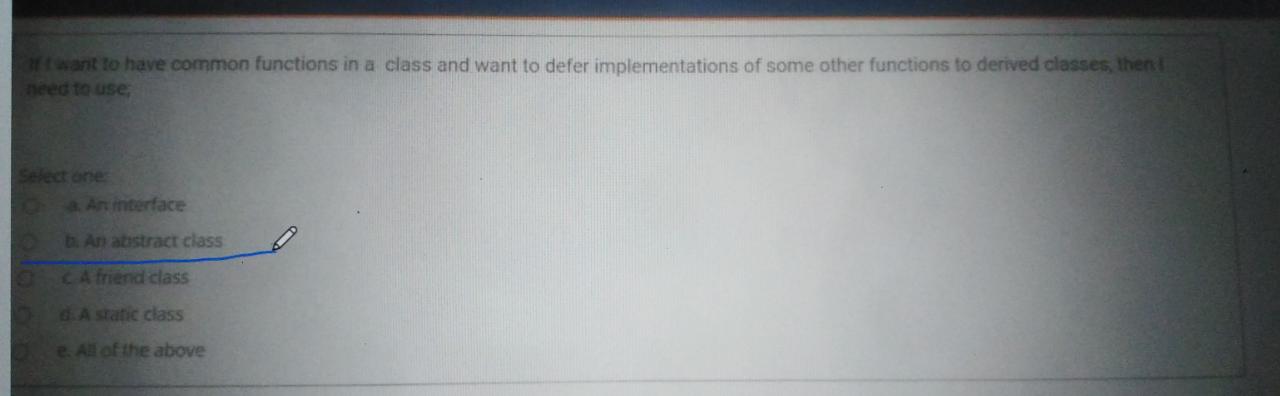 If I want to have common functions in a class and want to defer implementations of some other functions to derived classes, then I
need to use;
Select one:
a. An interface
b. An abstract class
c. A friend class
d. A static class
e. All of the above